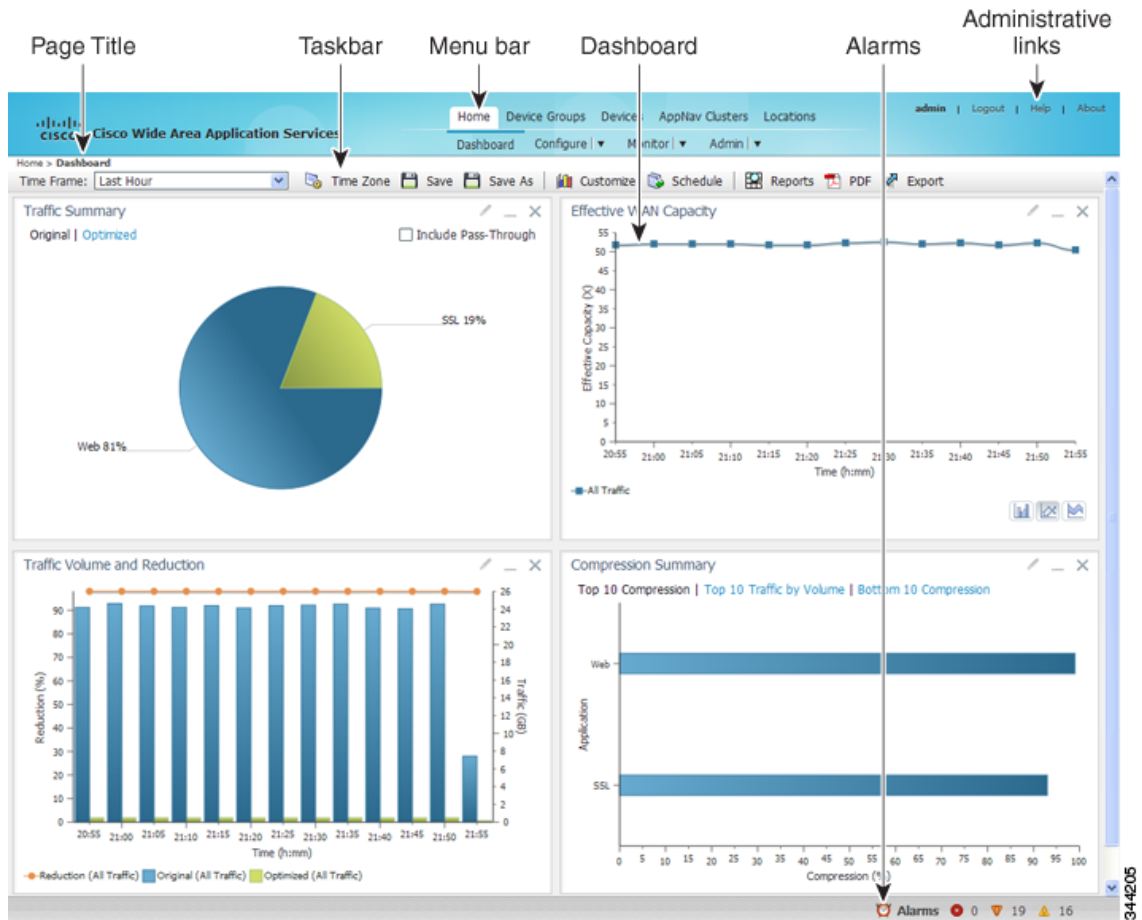 Page Title
Taskbar
Menu bar
Dashboard
Alarms
Administrative
links
cisco Cisco Wide Area Application Services
Home Device Groups Devices AppNav Clusters Locations
admin | Logout | Help | About
Dashboard Configure | Monitor | Admin |
Home > Dashboard
Time Frame: Last Hour Time Zone Save Save As | Customize Schedule | Reports PDF Export
Traffic Summary
Original | Optimized
Include Pass-Through
SSL 19%
Web 81%
Effective WAN Capacity
55
50
45
40
35
30
25
20
15
10
5
0
Effective Capacity (X)
20:55 21:00 21:05 21:10 21:15 21:20 21:25 21:30 21:35 21:40 21:45 21:50 21:55
Time (h:mm)
All Traffic
Traffic Volume and Reduction
90
80
70
60
50
40
30
20
10
0
Reduction (%)
26
24
22
20
18
16
14
12
10
8
6
4
2
0
Traffic (GB)
20:55 21:00 21:05 21:10 21:15 21:20 21:25 21:30 21:35 21:40 21:45 21:50 21:55
Time (h:mm)
Reduction (All Traffic) Original (All Traffic) Optimized (All Traffic)
Compression Summary
Top 10 Compression | Top 10 Traffic by Volume | Bottom 10 Compression
Web
SSL
Application
0 5 10 15 20 25 30 35 40 45 50 55 60 65 70 75 80 85 90 95 100
Compression (%)
Alarms 0 19 16
344205